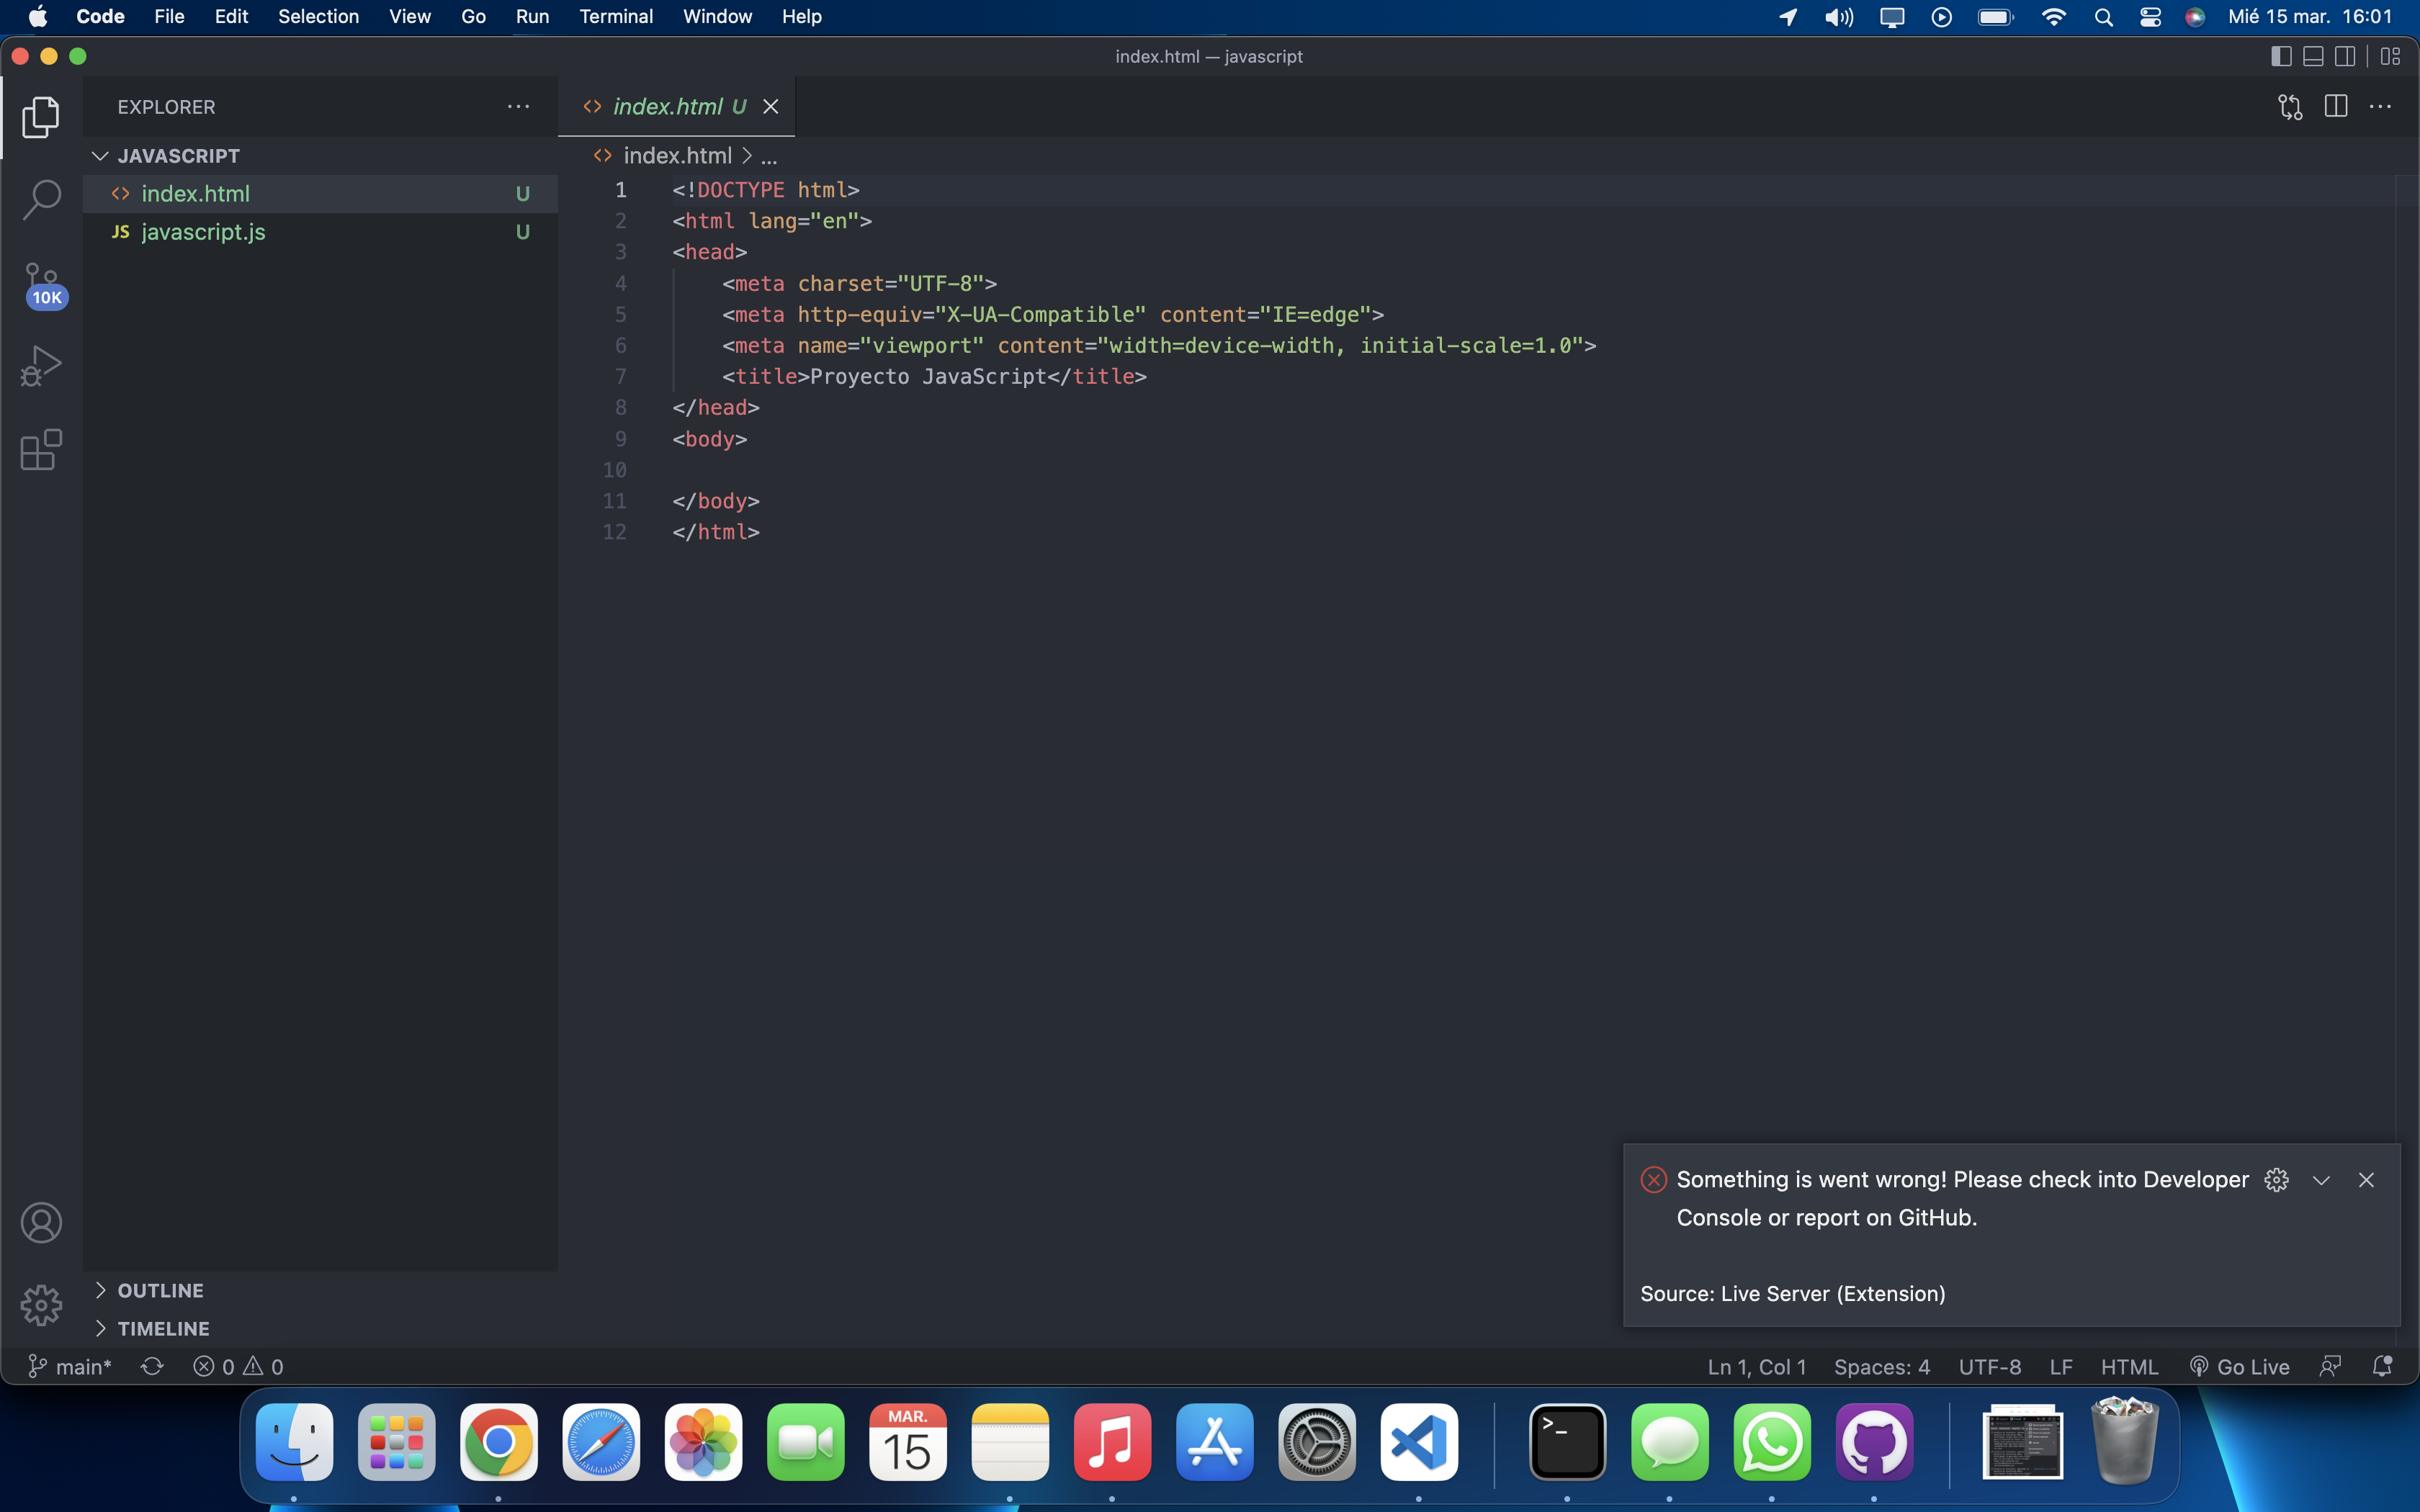 Code File Edit Selection View Go Run Terminal Window Help Mié 15 mar. 16:01
index.html — javascript
EXPLORER
JAVASCRIPT
index.html U
JS javascript.js U
10K
index.html U
index.html > ...
1 <!DOCTYPE html>
2 <html lang="en">
3 <head>
4 <meta charset="UTF-8">
5 <meta http-equiv="X-UA-Compatible" content="IE=edge">
6 <meta name="viewport" content="width=device-width, initial-scale=1.0">
7 <title>Proyecto JavaScript</title>
8 </head>
9 <body>
10
11 </body>
12 </html>
Something is went wrong! Please check into Developer
Console or report on GitHub.
Source: Live Server (Extension)
OUTLINE
TIMELINE
main* 0 0 Ln 1, Col 1 Spaces: 4 UTF-8 LF HTML Go Live
MAR.
15